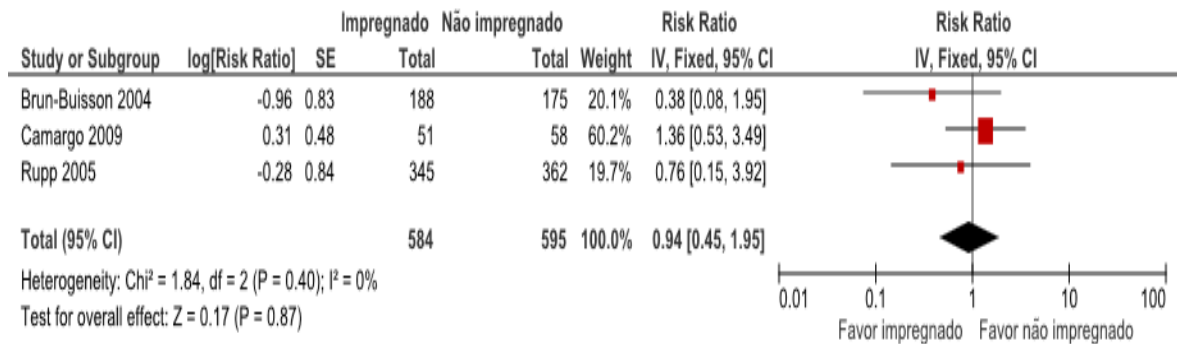 Impregnado Não impregnado Risk Ratio Risk Ratio
Study or Subgroup log[Risk Ratio] SE Total Total Weight IV, Fixed, 95% CI IV, Fixed, 95% CI
Brun-Buisson 2004 -0.96 0.83 188 175 20.1% 0.38 [0.08, 1.95]
Camargo 2009 0.31 0.48 51 58 60.2% 1.36 [0.53, 3.49]
Rupp 2005 -0.28 0.84 345 362 19.7% 0.76 [0.15, 3.92]
Total (95% CI) 584 595 100.0% 0.94 [0.45, 1.95]
Heterogeneity: Chi² = 1.84, df = 2 (P = 0.40); I² = 0%
Test for overall effect: Z = 0.17 (P = 0.87)
0.01 0.1 1 10 100
Favor impregnado Favor não impregnado